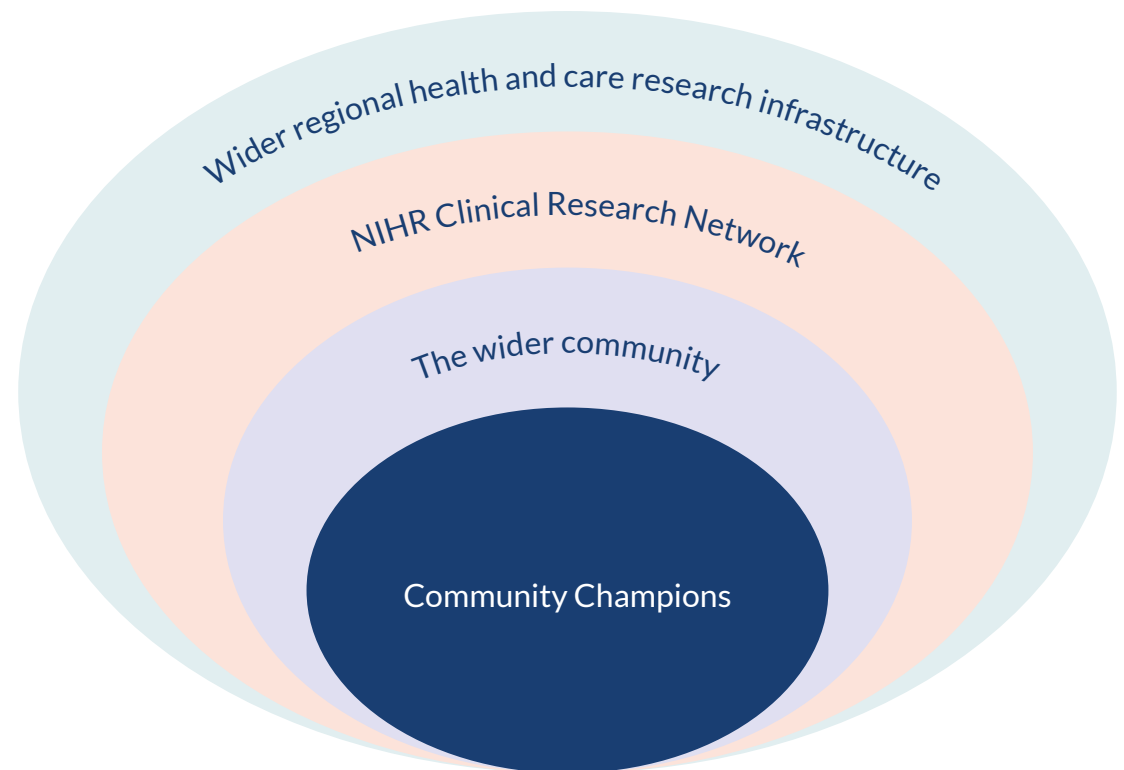 Wider regional health and care research infrastructure
NIHR Clinical Research Network
The wider community
Community Champions